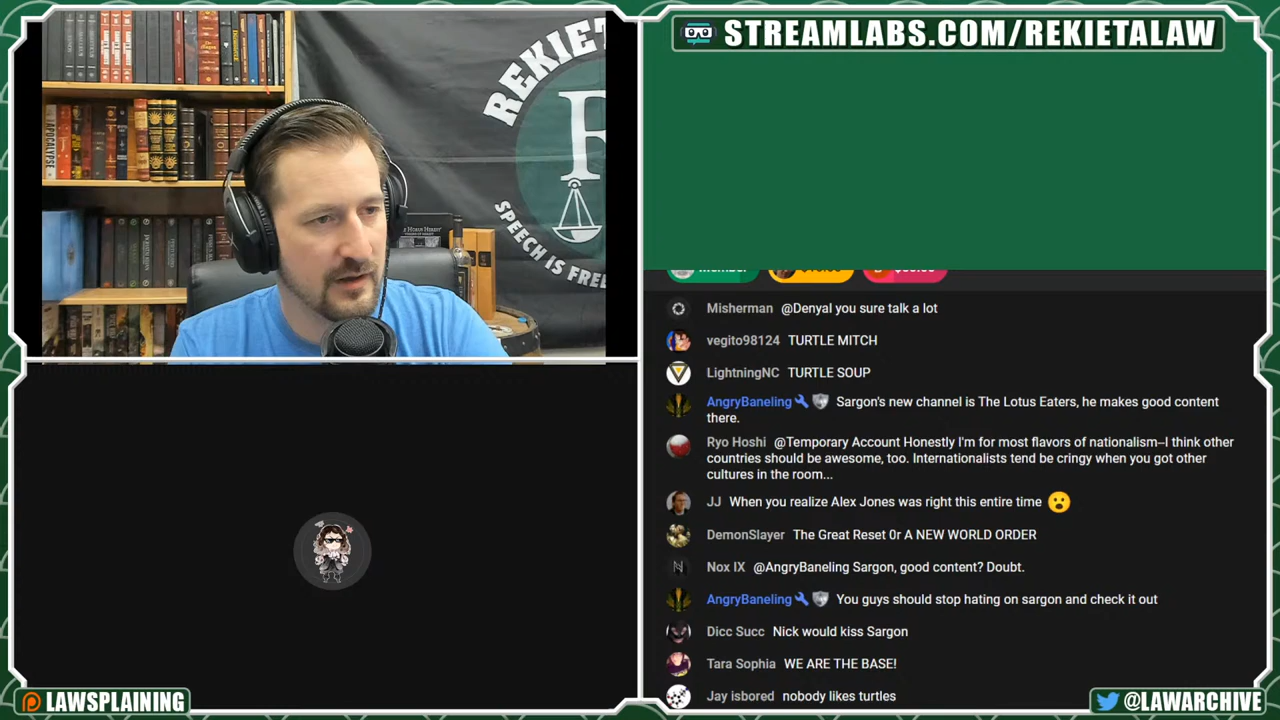 STREAMLABS.COM/REKIETALAW
REKIET
SPEECH IS FREE
APOCALYPSE
Misherman @Denyal you sure talk a lot
vegito98124 TURTLE MITCH
LightningNC TURTLE SOUP
AngryBaneling Sargon's new channel is The Lotus Eaters, he makes good content
there.
Ryo Hoshi @Temporary Account Honestly I'm for most flavors of nationalism--I think other
countries should be awesome, too. Internationalists tend be cringy when you got other
cultures in the room...
JJ When you realize Alex Jones was right this entire time 😮
DemonSlayer The Great Reset 0r A NEW WORLD ORDER
Nox IX @AngryBaneling Sargon, good content? Doubt.
AngryBaneling You guys should stop hating on sargon and check it out
Dicc Succ Nick would kiss Sargon
Tara Sophia WE ARE THE BASE!
Jay isbored nobody likes turtles
LAWSPLAINING
@LAWARCHIVE